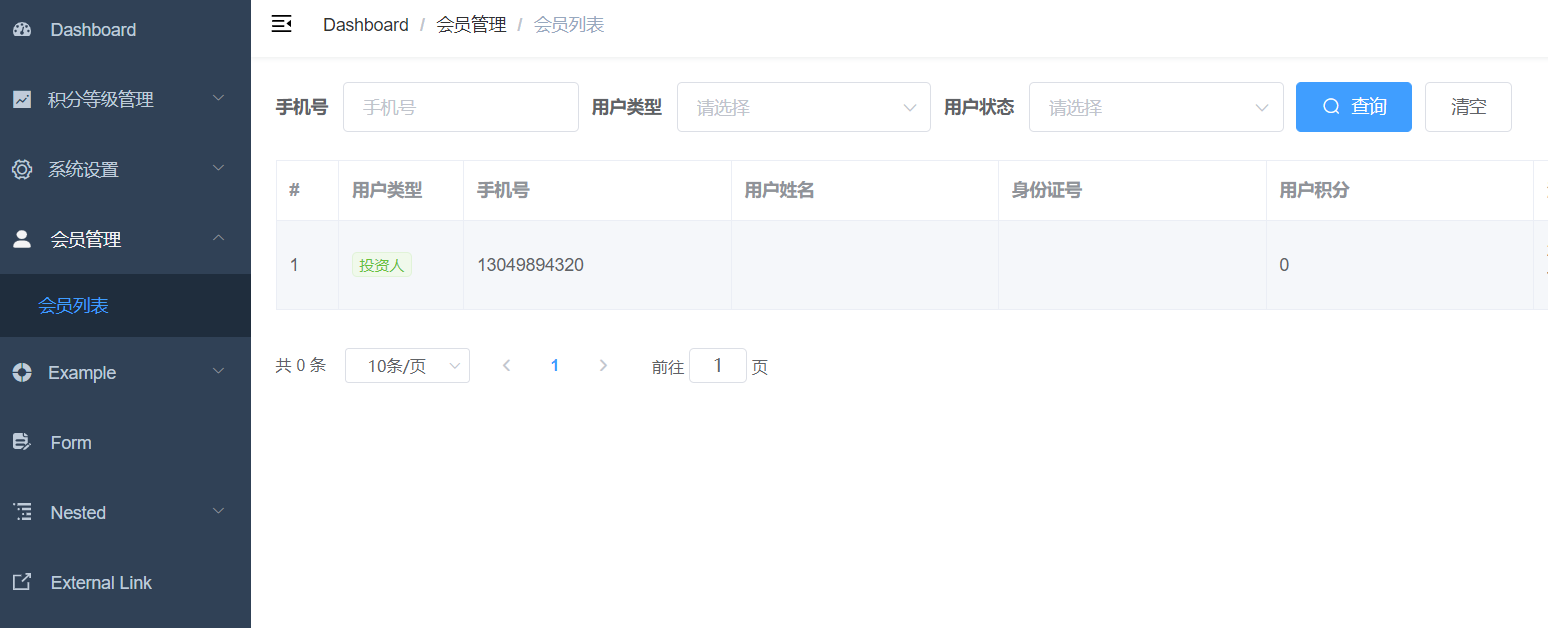 Dashboard
积分等级管理
系统设置
会员管理
会员列表
Example
Form
Nested
External Link
Dashboard / 会员管理 / 会员列表
手机号 手机号 用户类型 请选择 用户状态 请选择 查询 清空
# 用户类型 手机号 用户姓名 身份证号 用户积分
1 投资人 13049894320 0
共 0 条 10条/页 1 前往 1 页